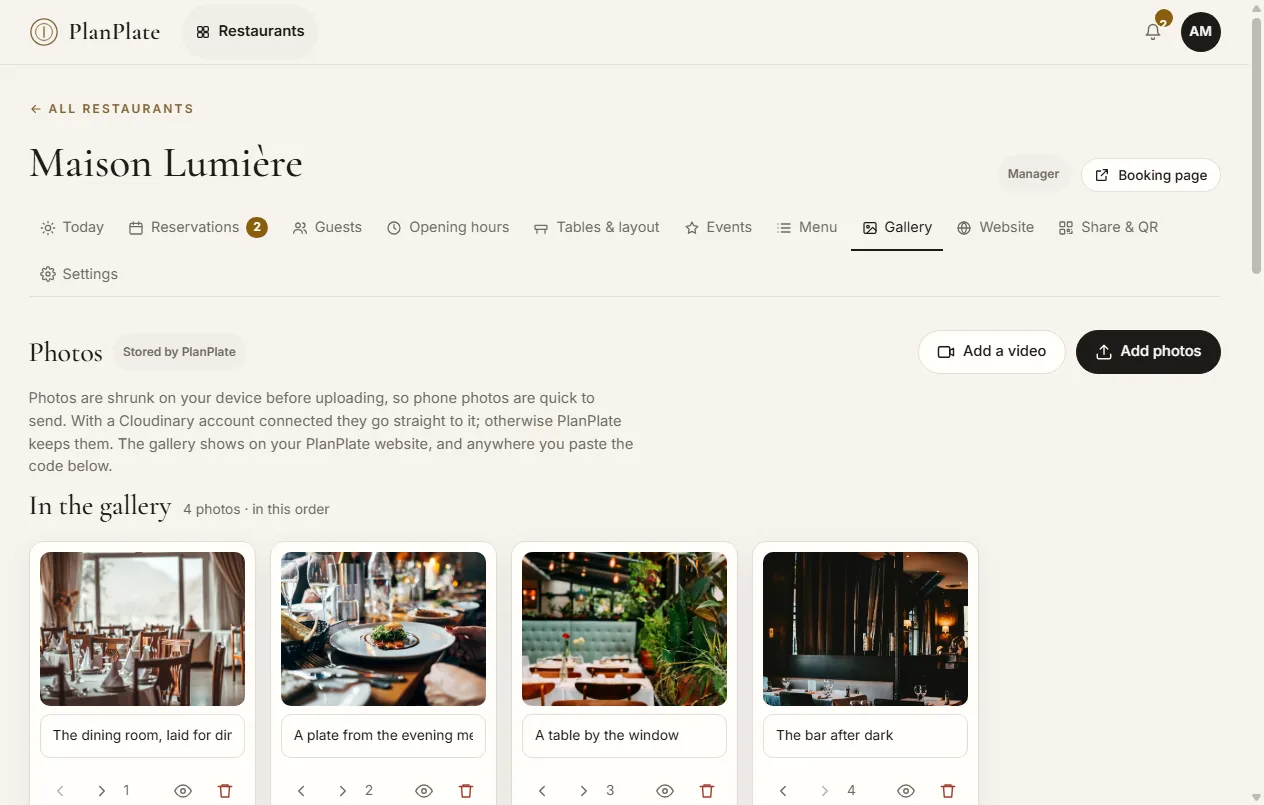 PlanPlate
Restaurants
2
AM
← ALL RESTAURANTS
Maison Lumière
Manager
Booking page
Today
Reservations 2
Guests
Opening hours
Tables & layout
Events
Menu
Gallery
Website
Share & QR
Settings
Photos
Stored by PlanPlate
Add a video
Add photos
Photos are shrunk on your device before uploading, so phone photos are quick to
send. With a Cloudinary account connected they go straight to it; otherwise PlanPlate
keeps them. The gallery shows on your PlanPlate website, and anywhere you paste the
code below.
In the gallery
4 photos · in this order
The dining room, laid for dir
A plate from the evening me
A table by the window
The bar after dark
1
2
3
4